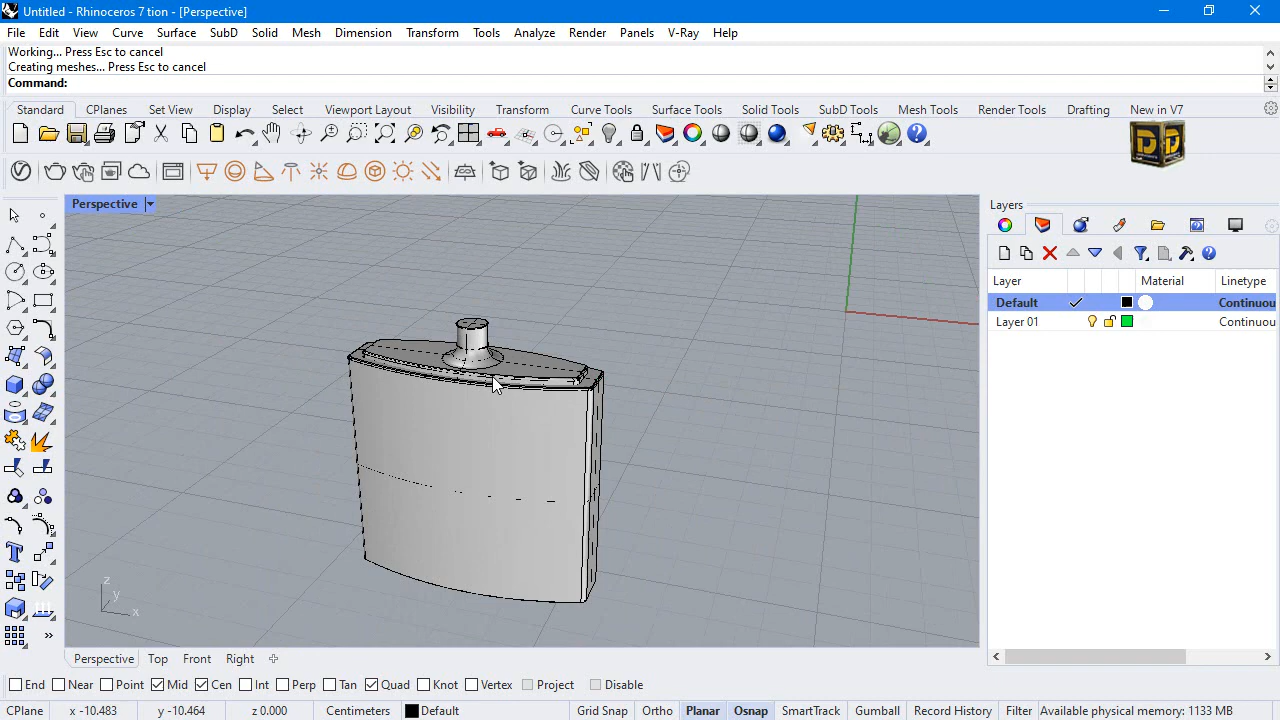 Untitled - Rhinoceros 7 tion - [Perspective]
File Edit View Curve Surface SubD Solid Mesh Dimension Transform Tools Analyze Render Panels V-Ray Help
Working... Press Esc to cancel
Creating meshes... Press Esc to cancel
Command:
Standard CPlanes Set View Display Select Viewport Layout Visibility Transform Curve Tools Surface Tools Solid Tools SubD Tools Mesh Tools Render Tools Drafting New in V7
Perspective
Layers
Layer Material Linetype
Default Continuou
Layer 01 Continuou
z
y
x
Perspective Top Front Right
End Near Point Mid Cen Int Perp Tan Quad Knot Vertex Project Disable
CPlane x -10.483 y -10.464 z 0.000 Centimeters Default Grid Snap Ortho Planar Osnap SmartTrack Gumball Record History Filter Available physical memory: 1133 MB